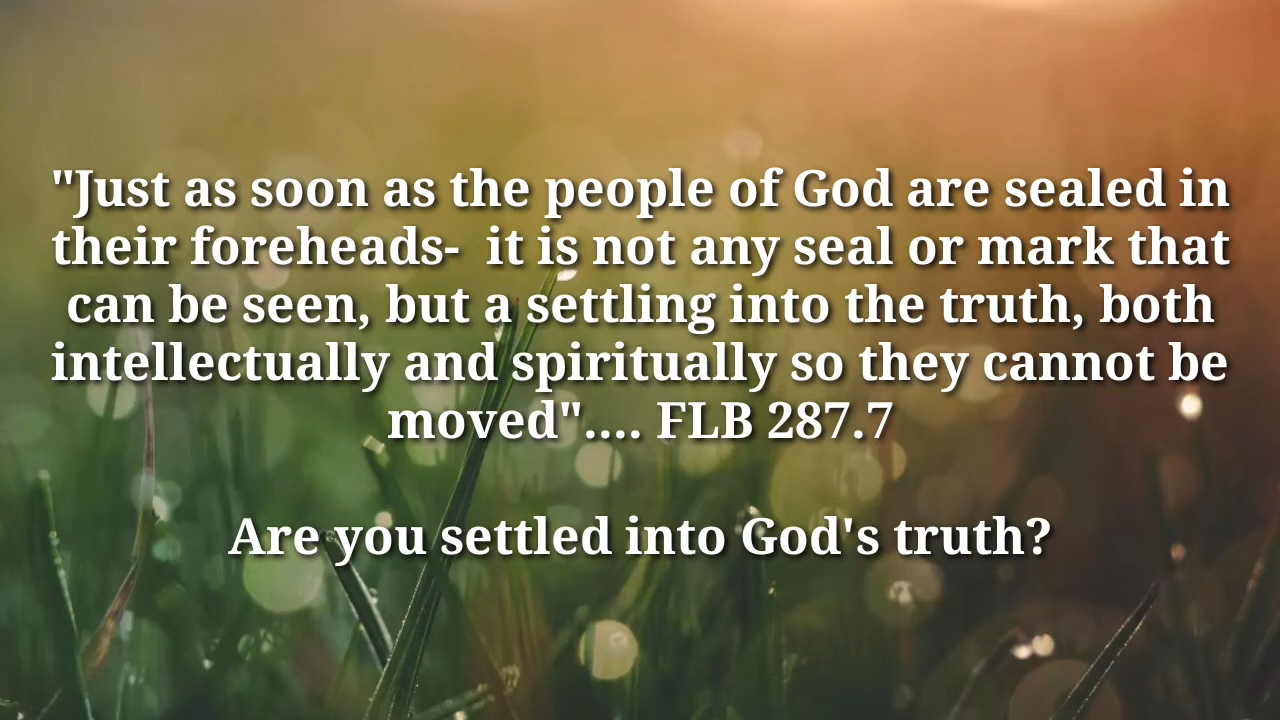 "Just as soon as the people of God are sealed in
their foreheads-  it is not any seal or mark that
can be seen, but a settling into the truth, both
intellectually and spiritually so they cannot be
moved".... FLB 287.7
Are you settled into God's truth?